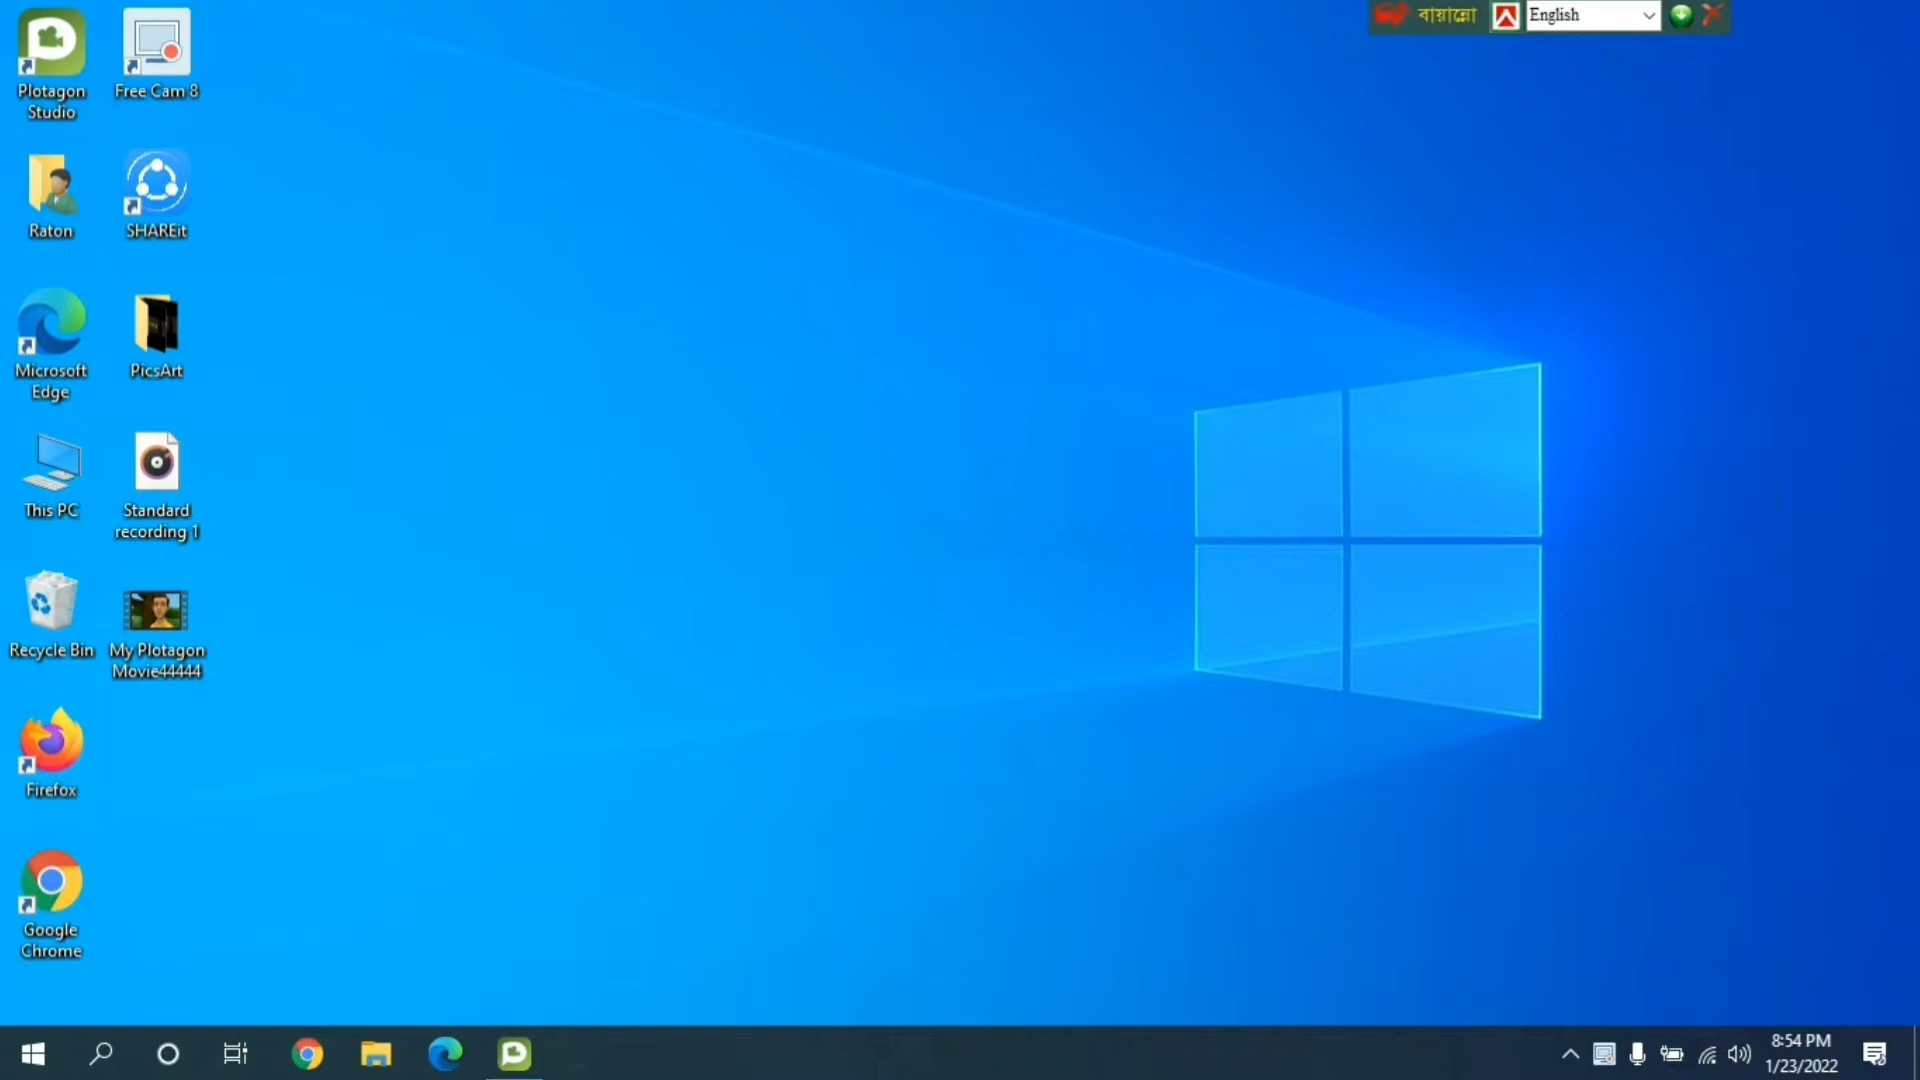 বায়ান্নো
English
Plotagon
Studio
Free Cam 8
Raton
SHAREit
Microsoft
Edge
PicsArt
This PC
Standard
recording 1
Recycle Bin
My Plotagon
Movie44444
Firefox
Google
Chrome
8:54 PM
1/23/2022